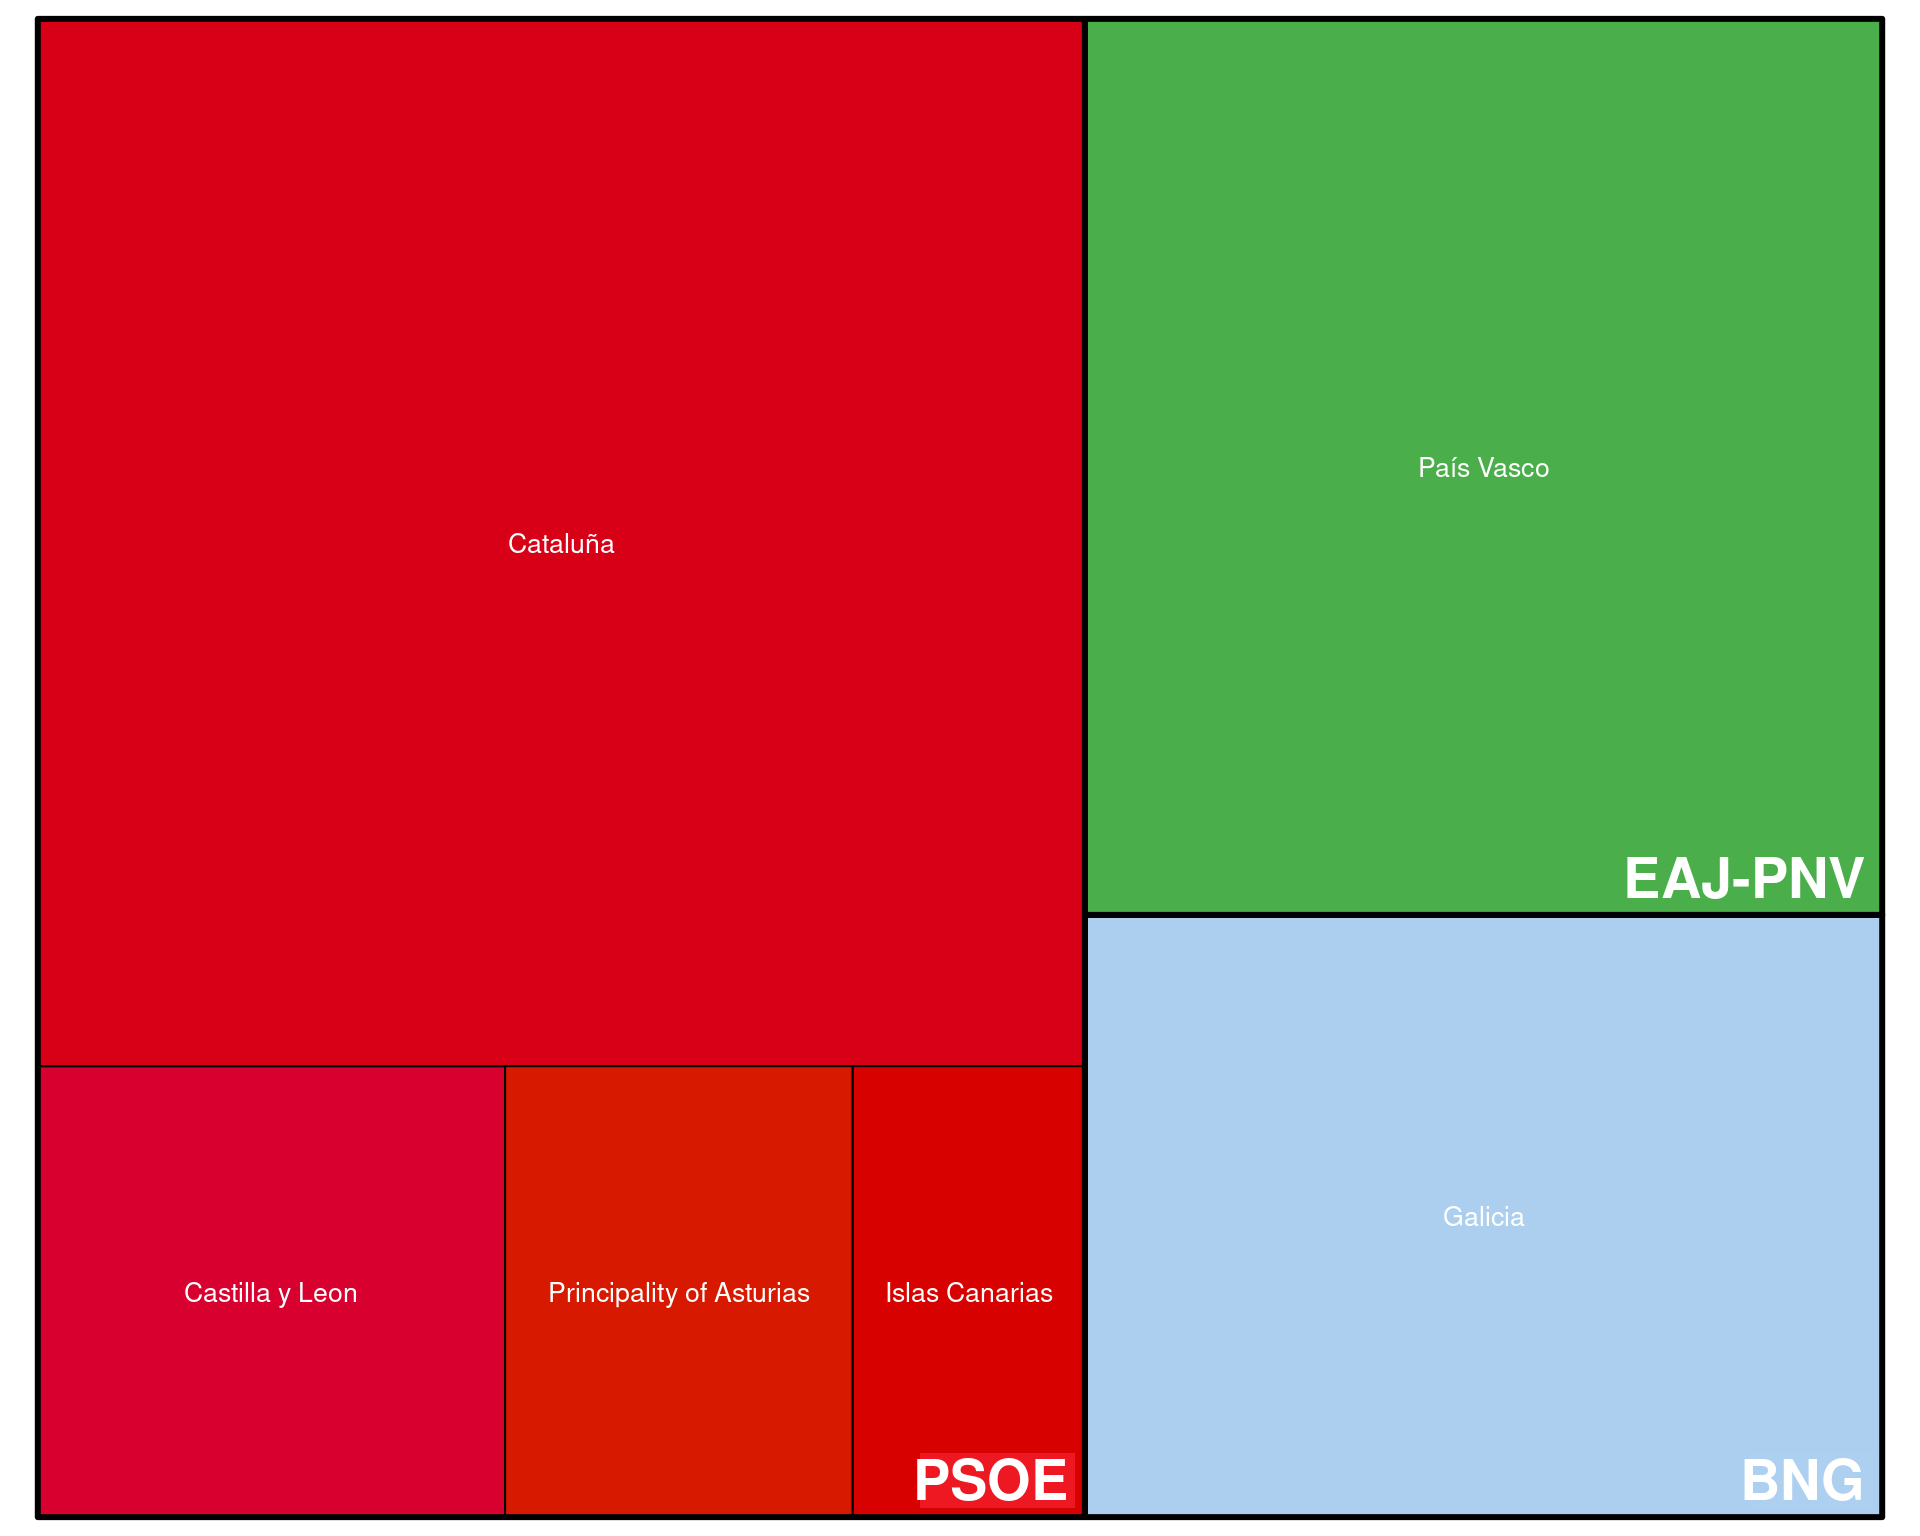 Cataluña
País Vasco
EAJ-PNV
Galicia
Castilla y Leon
Principality of Asturias
Islas Canarias
PSOE
BNG